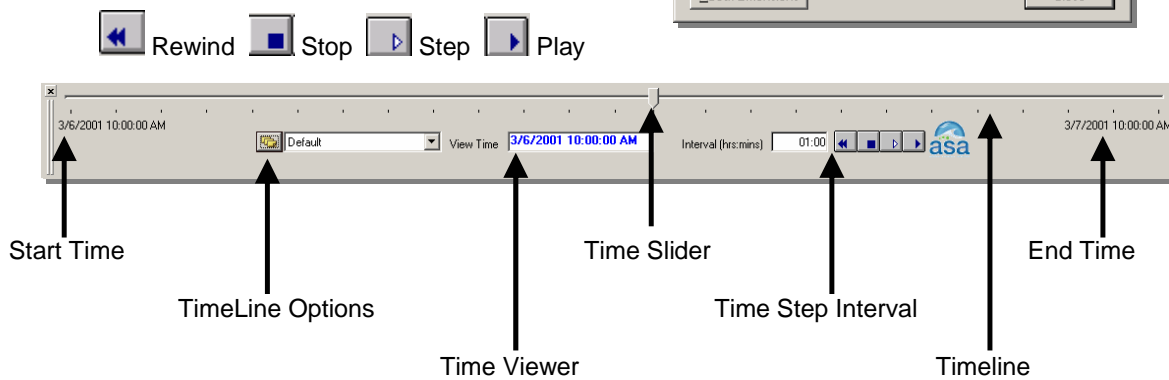 Rewind Stop Step Play
3/6/2001 10:00:00 AM
3/7/2001 10:00:00 AM
Default View Time 3/6/2001 10:00:00 AM Interval (hrs:mins) 01:00 asa
Start Time Time Slider End Time
TimeLine Options Time Step Interval
Time Viewer Timeline